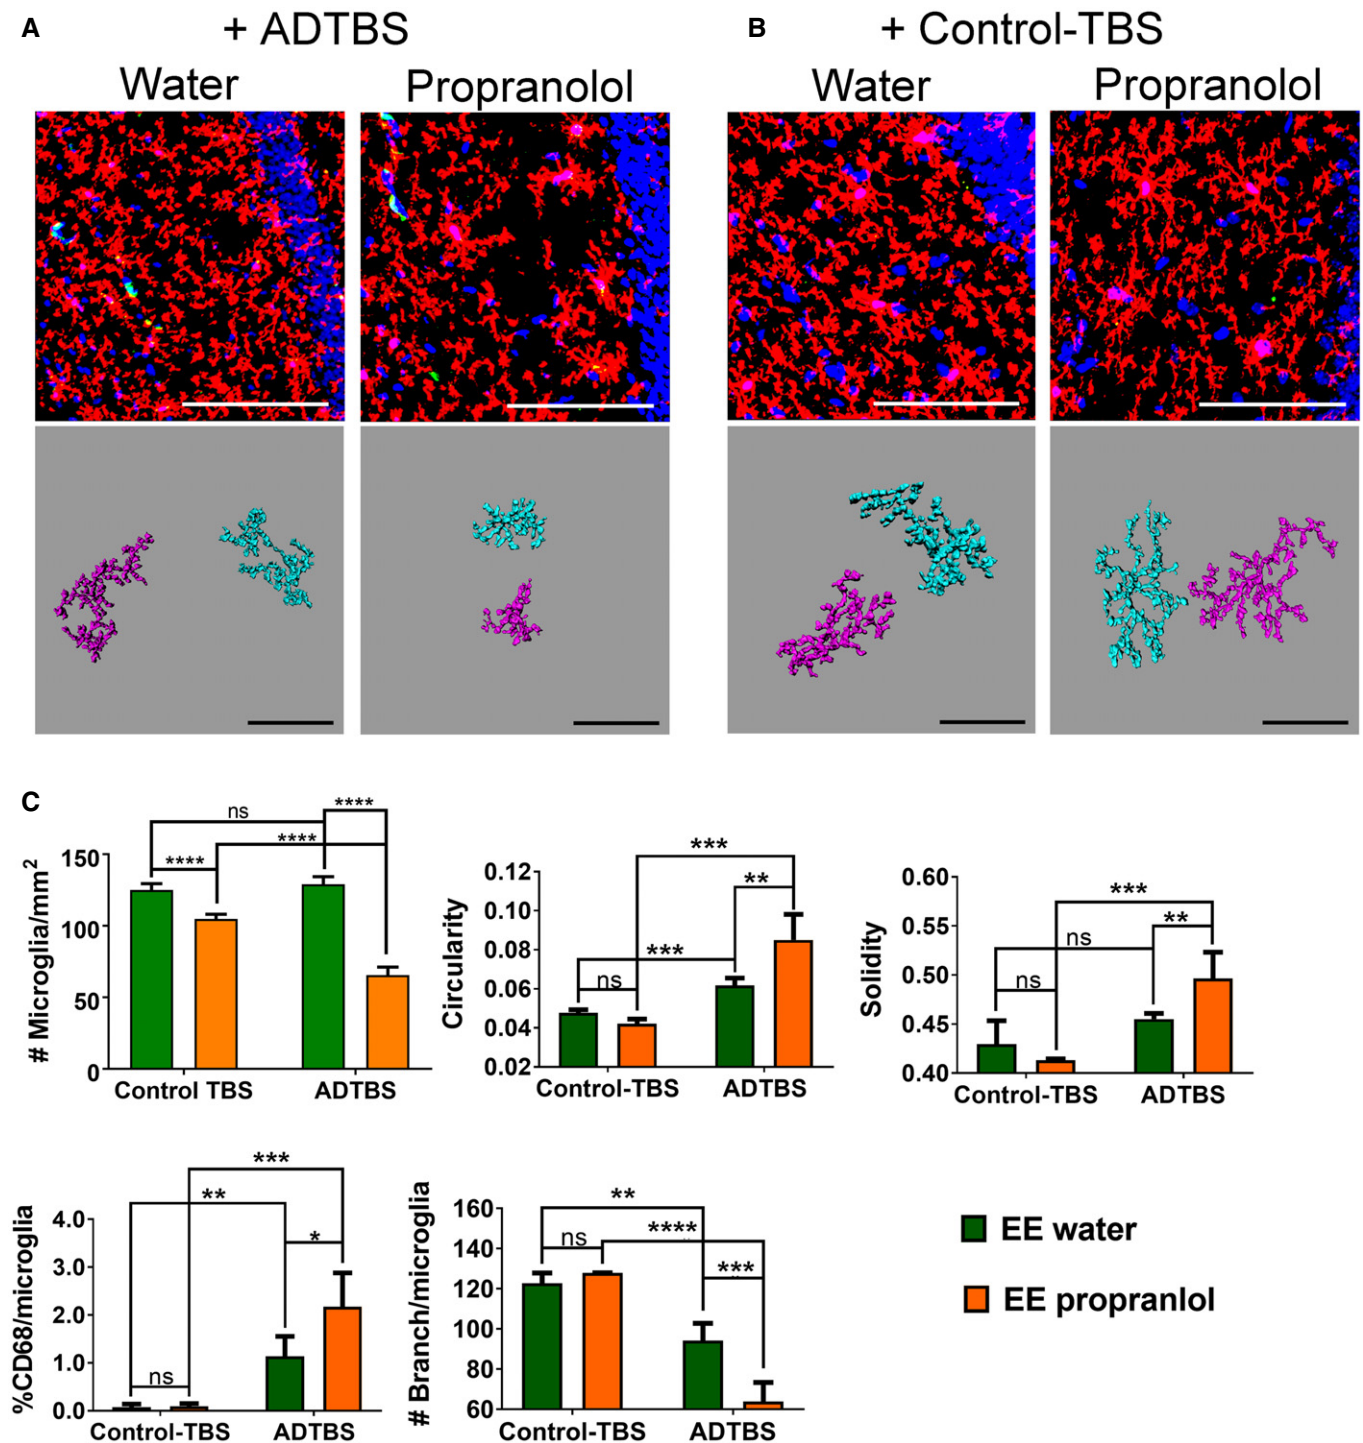 A
+ ADTBS
B
+ Control-TBS
Water
Propranolol
Water
Propranolol
C
ns
****
****
****
# Microglia/mm2
150
100
50
0
Control TBS
ADTBS
***
**
***
ns
Circularity
0.12
0.10
0.08
0.06
0.04
0.02
Control-TBS
ADTBS
***
**
ns
ns
Solidity
0.60
0.55
0.50
0.45
0.40
Control-TBS
ADTBS
***
**
*
ns
%CD68/microglia
4.0
3.0
2.0
1.0
0.0
Control-TBS
ADTBS
**
****
ns
***
# Branch/microglia
160
140
120
100
80
60
Control-TBS
ADTBS
EE water
EE propranlol